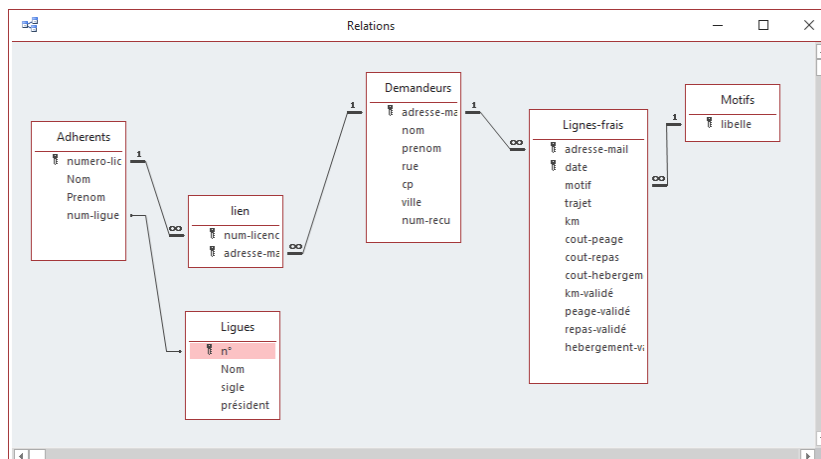 Relations
Adherents
numero-lic
Nom
Prenom
num-ligue
1
∞
lien
num-licenc
adresse-ma
∞
Ligues
n°
Nom
sigle
président
1
Demandeurs
adresse-ma
nom
prenom
rue
cp
ville
num-recu
1
∞
Lignes-frais
adresse-mail
date
motif
trajet
km
cout-peage
cout-repas
cout-hebergem
km-validé
peage-validé
repas-validé
hebergement-va
∞
1
Motifs
libelle